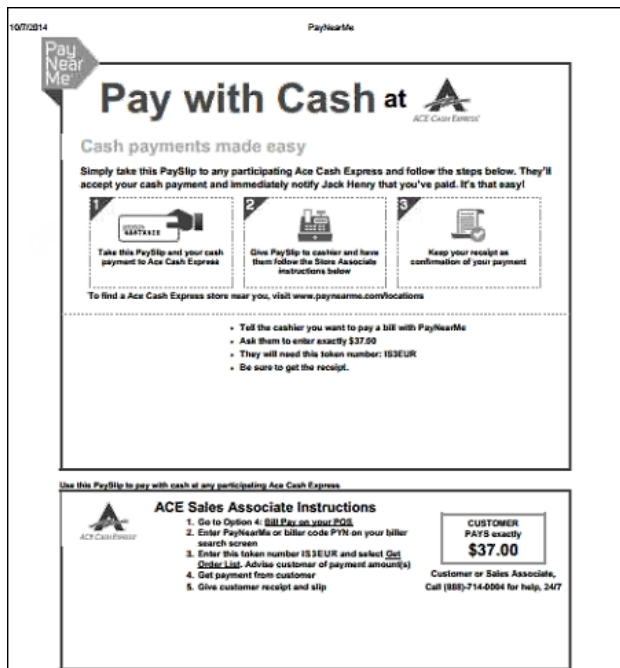 10/7/2014
PayNearMe
Pay
Near
Me
Pay with Cash at
ACE CASH EXPRESS
Cash payments made easy
Simply take this PaySlip to any participating Ace Cash Express and follow the steps below. They'll
accept your cash payment and immediately notify Jack Henry that you've paid. It's that easy!
1
Take this PaySlip and your cash
payment to Ace Cash Express
2
Give PaySlip to cashier and have
them follow the Store Associate
instructions below
3
Keep your receipt as
confirmation of your payment
To find a Ace Cash Express store near you, visit www.paynearme.com/locations
• Tell the cashier you want to pay a bill with PayNearMe
• Ask them to enter exactly $37.00
• They will need this token number: IS3EUR
• Be sure to get the receipt.
Use this PaySlip to pay with cash at any participating Ace Cash Express
ACE CASH EXPRESS
ACE Sales Associate Instructions
1. Go to Option 4: Bill Pay on your POS
2. Enter PayNearMe or biller code PYN on your biller
search screen
3. Enter this token number IS3EUR and select Get
Order List. Advise customer of payment amount(s)
4. Get payment from customer
5. Give customer receipt and slip
CUSTOMER
PAYS exactly
$37.00
Customer or Sales Associate,
Call (888)-714-0004 for help, 24/7